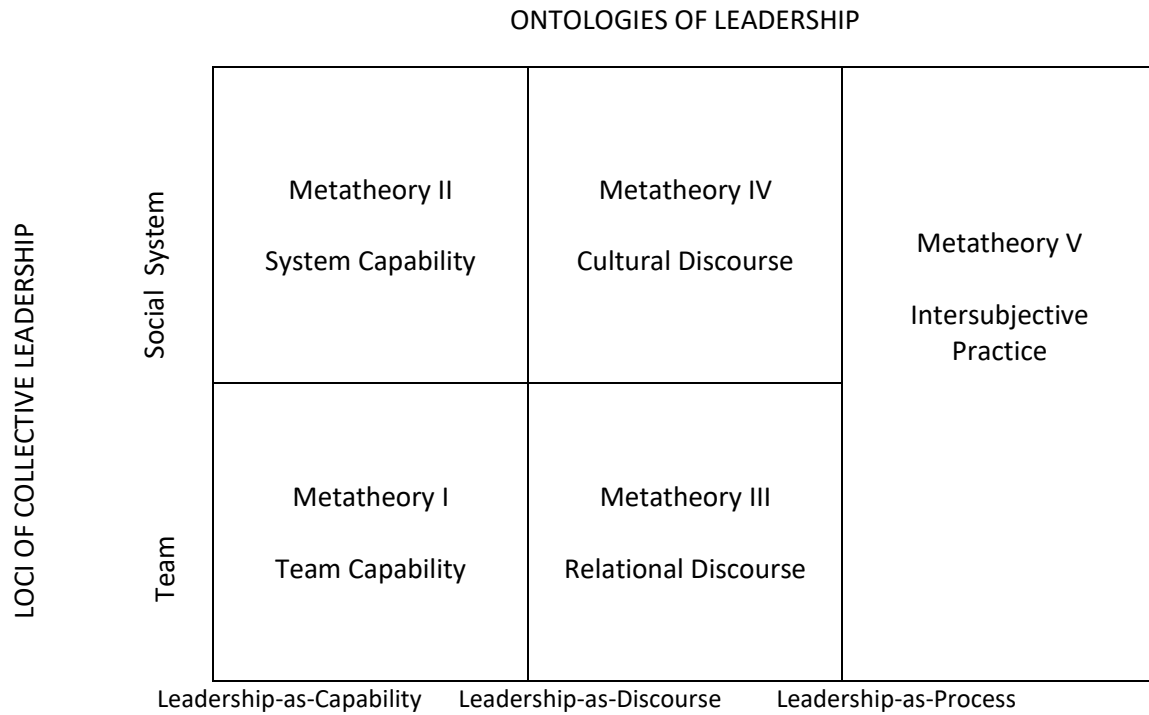 ONTOLOGIES OF LEADERSHIP
LOCI OF COLLECTIVE LEADERSHIP
Social System
Metatheory II
System Capability
Metatheory IV
Cultural Discourse
Metatheory V
Intersubjective
Practice
Team
Metatheory I
Team Capability
Metatheory III
Relational Discourse
Leadership-as-Capability
Leadership-as-Discourse
Leadership-as-Process